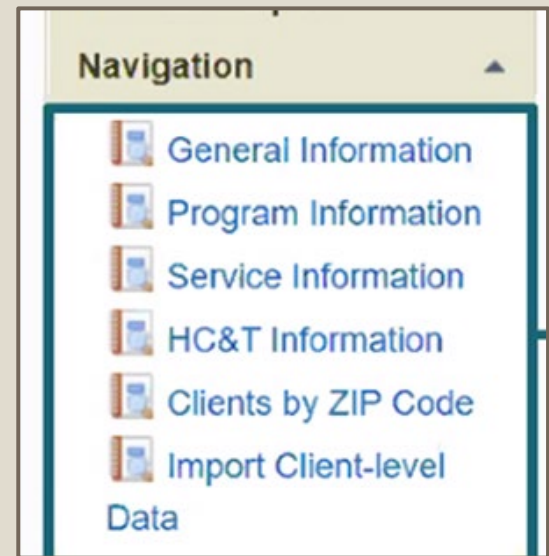 Navigation
General Information
Program Information
Service Information
HC&T Information
Clients by ZIP Code
Import Client-level
Data